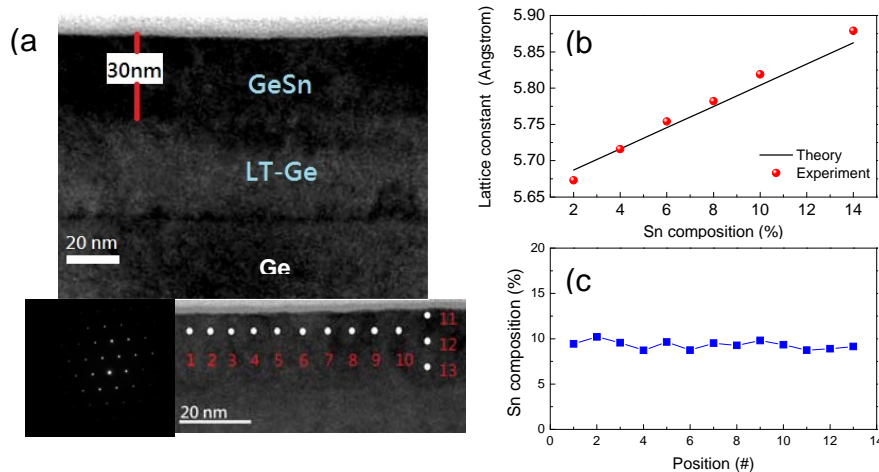 (a
30nm
GeSn
LT-Ge
20 nm
Ge
1 2 3 4 5 6 7 8 9 10
11
12
13
20 nm
(b)
Lattice constant (Angstrom)
5.90
5.85
5.80
5.75
5.70
5.65
Theory
Experiment
2 4 6 8 10 12 14
Sn composition (%)
(c)
Sn composition (%)
20
15
10
5
0
0 2 4 6 8 10 12 14
Position (#)